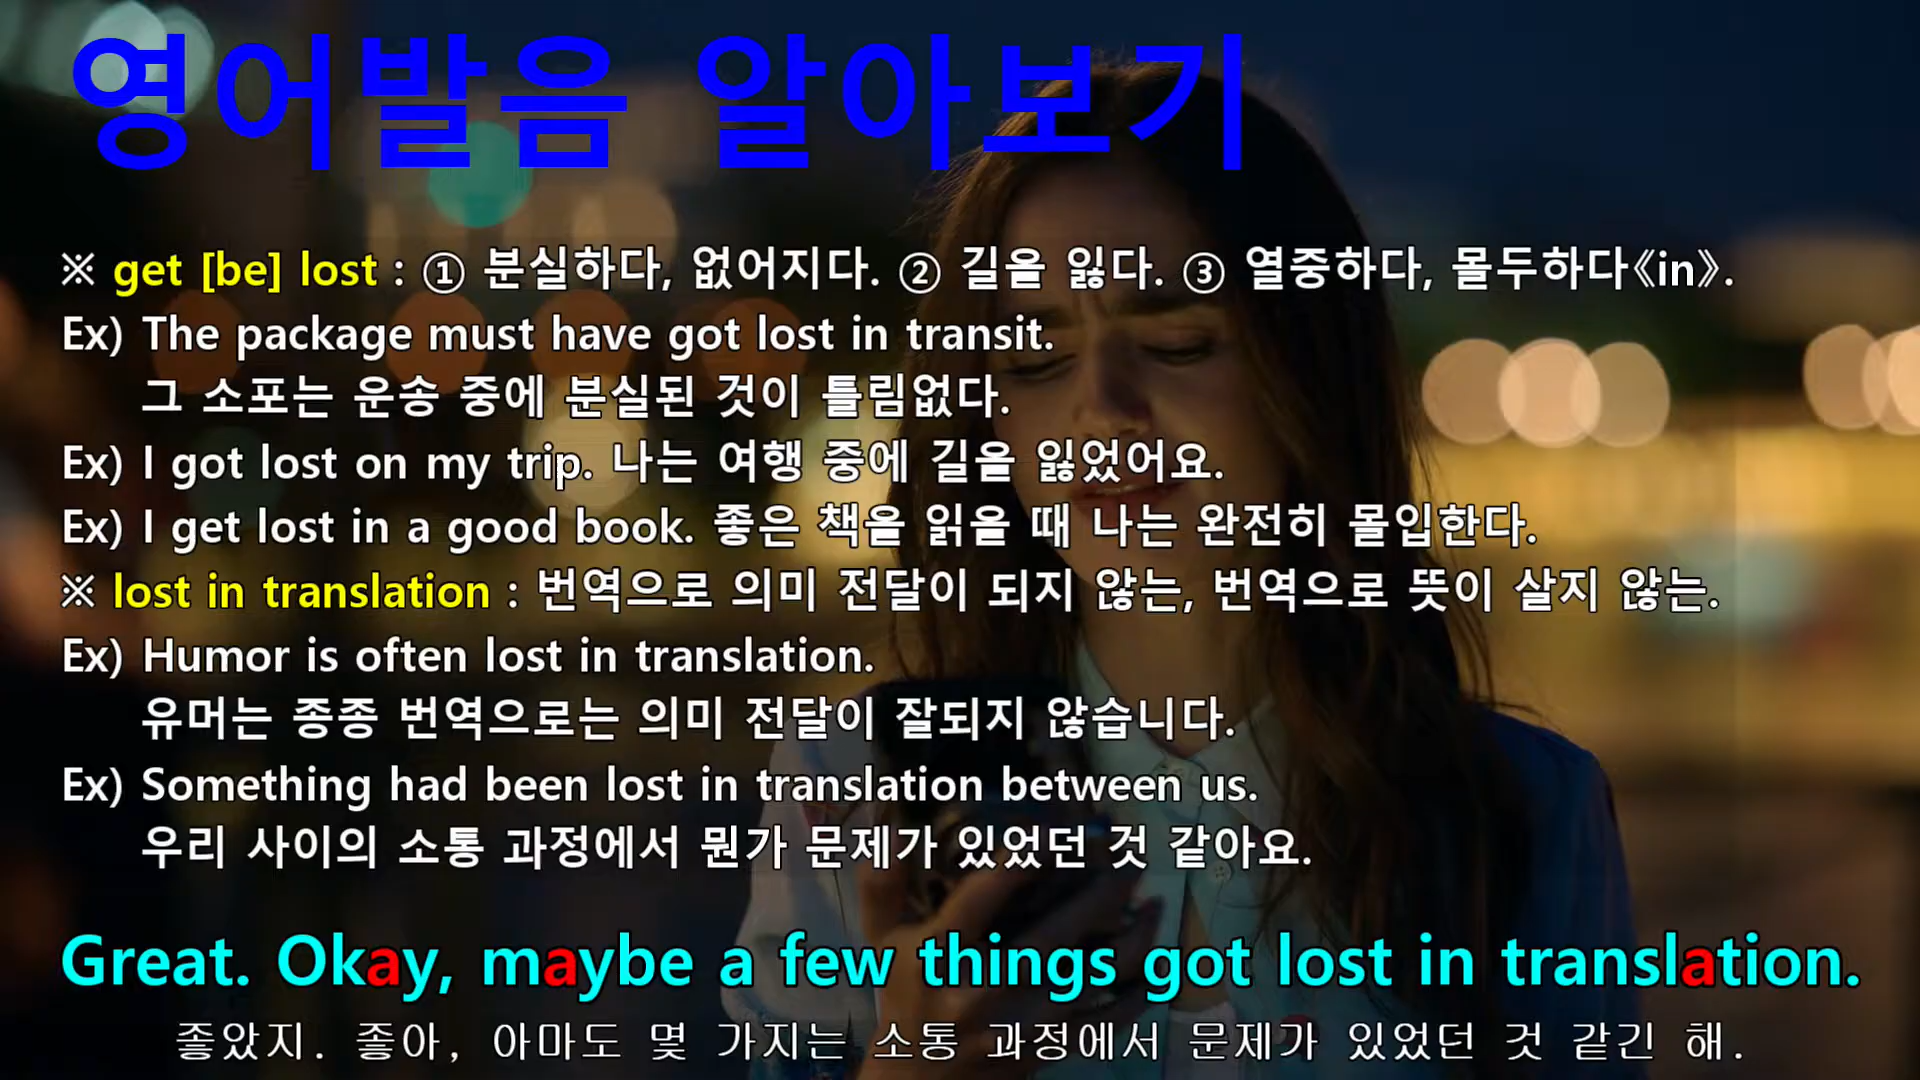 영어발음 알아보기
※ get [be] lost : ① 분실하다, 없어지다. ② 길을 잃다. ③ 열중하다, 몰두하다《in》.
Ex) The package must have got lost in transit.
그 소포는 운송 중에 분실된 것이 틀림없다.
Ex) I got lost on my trip. 나는 여행 중에 길을 잃었어요.
Ex) I get lost in a good book. 좋은 책을 읽을 때 나는 완전히 몰입한다.
※ lost in translation : 번역으로 의미 전달이 되지 않는, 번역으로 뜻이 살지 않는.
Ex) Humor is often lost in translation.
유머는 종종 번역으로는 의미 전달이 잘되지 않습니다.
Ex) Something had been lost in translation between us.
우리 사이의 소통 과정에서 뭔가 문제가 있었던 것 같아요.
Great. Okay, maybe a few things got lost in translation.
좋았지. 좋아, 아마도 몇 가지는 소통 과정에서 문제가 있었던 것 같긴 해.